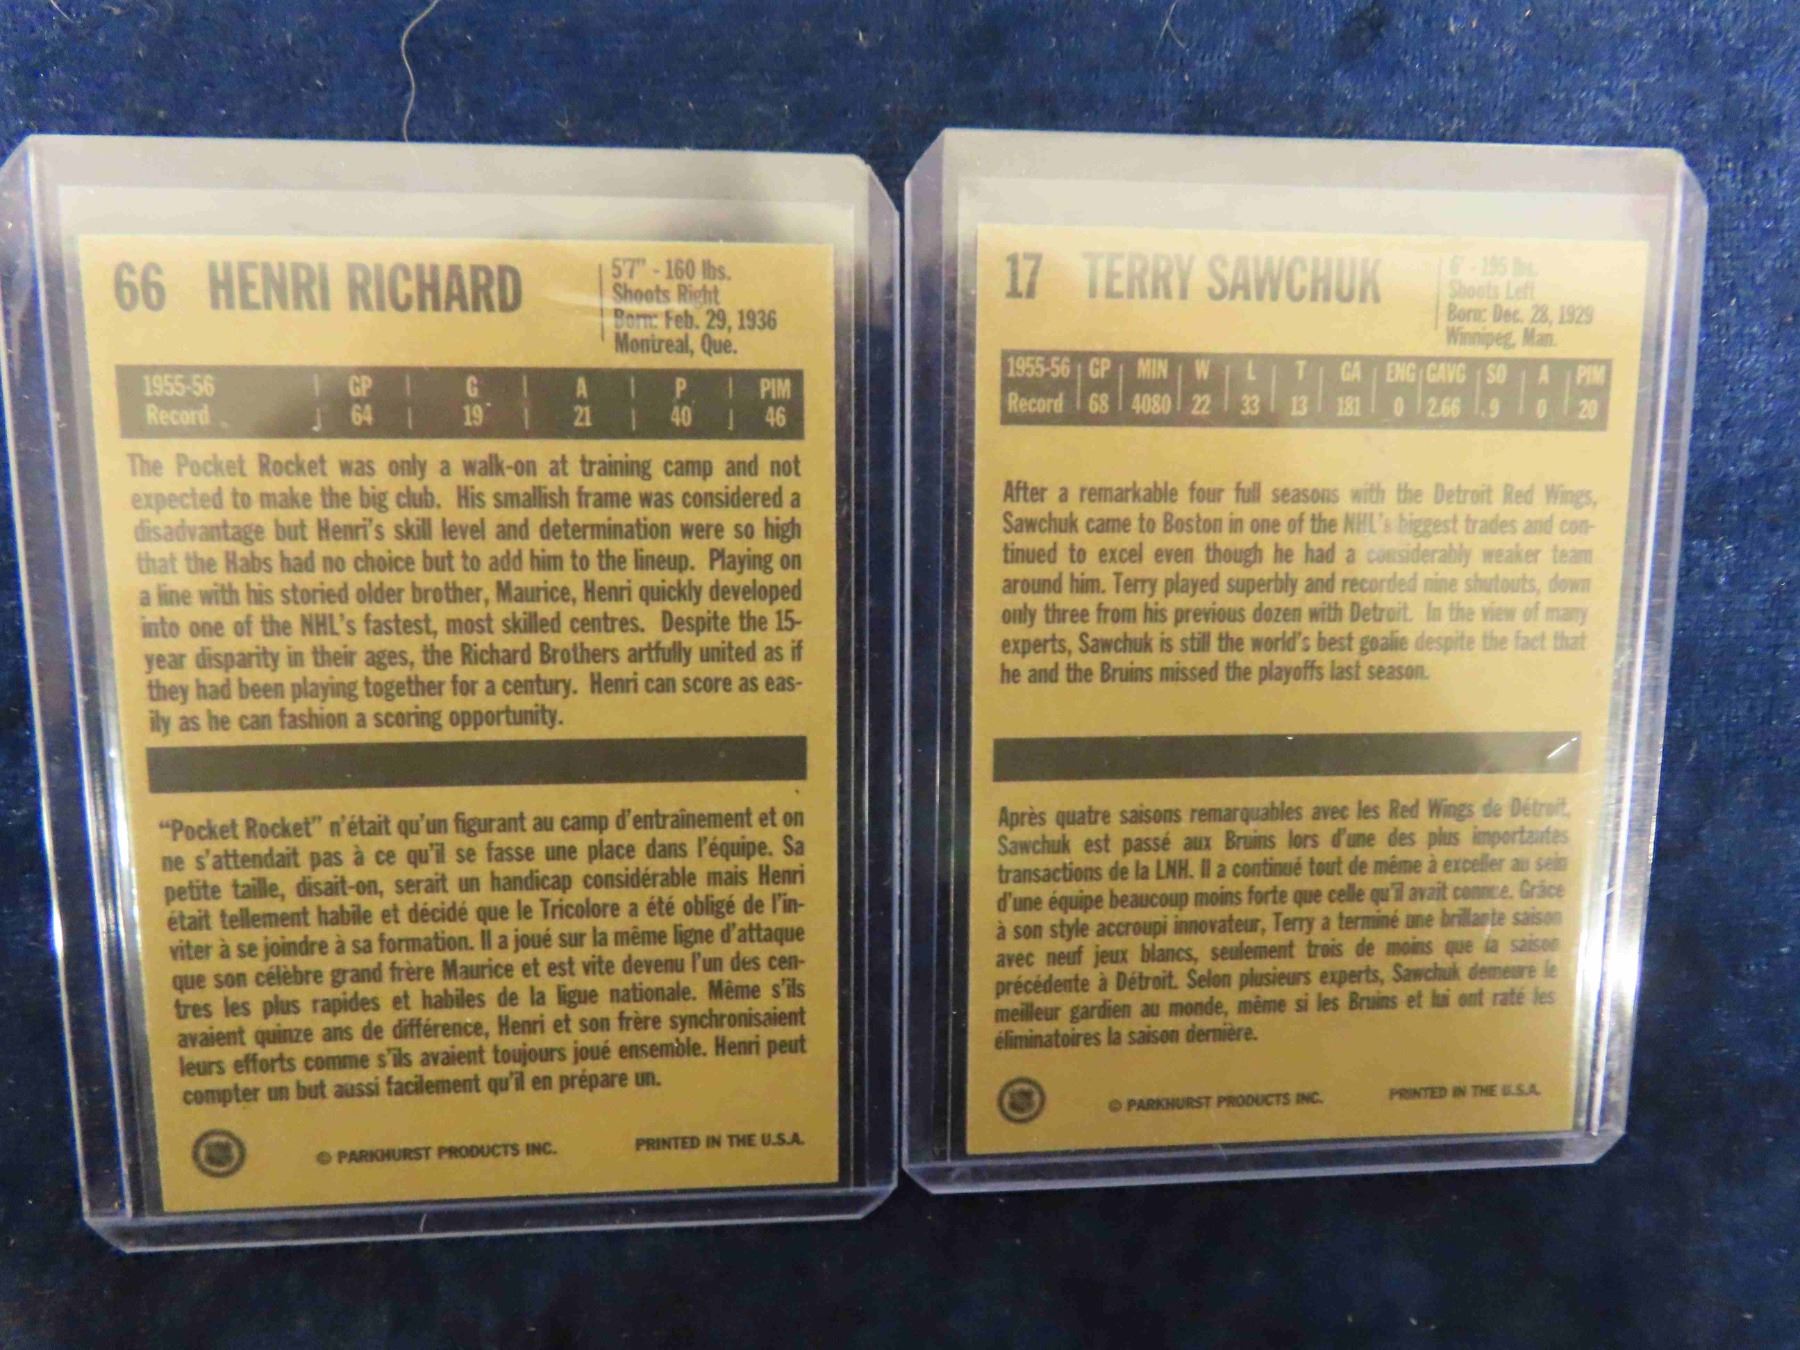 66 HENRI RICHARD
5'7" - 160 lbs.
Shoots Right
Born: Feb. 29, 1936
Montreal, Que.
1955-56 GP G A P PIM
Record 64 19 21 40 46
The Pocket Rocket was only a walk-on at training camp and not
expected to make the big club. His smallish frame was considered a
disadvantage but Henri's skill level and determination were so high
that the Habs had no choice but to add him to the lineup. Playing on
a line with his storied older brother, Maurice, Henri quickly developed
into one of the NHL's fastest, most skilled centres. Despite the 15-
year disparity in their ages, the Richard Brothers artfully united as if
they had been playing together for a century. Henri can score as eas-
ily as he can fashion a scoring opportunity.
"Pocket Rocket" n'était qu'un figurant au camp d'entraînement et on
ne s'attendait pas à ce qu'il se fasse une place dans l'équipe. Sa
petite taille, disait-on, serait un handicap considérable mais Henri
était tellement habile et décidé que le Tricolore a été obligé de l'in-
viter à se joindre à sa formation. Il a joué sur la même ligne d'attaque
que son célèbre grand frère Maurice et est vite devenu l'un des cen-
tres les plus rapides et habiles de la ligue nationale. Même s'ils
avaient quinze ans de différence, Henri et son frère synchronisaient
leurs efforts comme s'ils avaient toujours joué ensemble. Henri peut
compter un but aussi facilement qu'il en prépare un.
© PARKHURST PRODUCTS INC. PRINTED IN THE U.S.A.
17 TERRY SAWCHUK
6' - 195 lbs.
Shoots Left
Born: Dec. 28, 1929
Winnipeg, Man.
1955-56 GP MIN W L T GA ENG GAVG SO A PIM
Record 68 4080 22 33 13 181 0 2.66 9 0 20
After a remarkable four full seasons with the Detroit Red Wings,
Sawchuk came to Boston in one of the NHL's biggest trades and con-
tinued to excel even though he had a considerably weaker team
around him. Terry played superbly and recorded nine shutouts, down
only three from his previous dozen with Detroit. In the view of many
experts, Sawchuk is still the world's best goalie despite the fact that
he and the Bruins missed the playoffs last season.
Après quatre saisons remarquables avec les Red Wings de Détroit,
Sawchuk est passé aux Bruins lors d'une des plus importantes
transactions de la LNH. Il a continué tout de même à exceller au sein
d'une équipe beaucoup moins forte que celle qu'il avait connue. Grâce
à son style accroupi innovateur, Terry a terminé une brillante saison
avec neuf jeux blancs, seulement trois de moins que la saison
précédente à Détroit. Selon plusieurs experts, Sawchuk demeure le
meilleur gardien au monde, même si les Bruins et lui ont raté les
éliminatoires la saison dernière.
© PARKHURST PRODUCTS INC. PRINTED IN THE U.S.A.